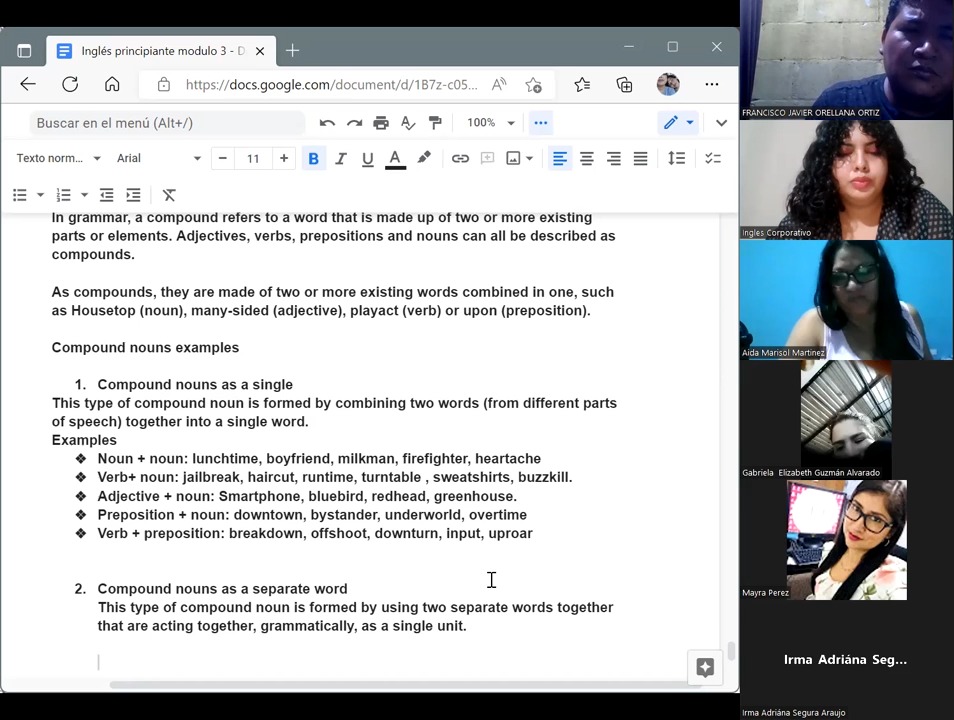 Inglés principiante modulo 3 - D
https://docs.google.com/document/d/1B7z-c05...
Buscar en el menú (Alt+/)
100%
Texto norm...
Arial
11
B I U A
In grammar, a compound refers to a word that is made up of two or more existing
parts or elements. Adjectives, verbs, prepositions and nouns can all be described as
compounds.
As compounds, they are made of two or more existing words combined in one, such
as Housetop (noun), many-sided (adjective), playact (verb) or upon (preposition).
Compound nouns examples
1. Compound nouns as a single
This type of compound noun is formed by combining two words (from different parts
of speech) together into a single word.
Examples
❖ Noun + noun: lunchtime, boyfriend, milkman, firefighter, heartache
❖ Verb+ noun: jailbreak, haircut, runtime, turntable , sweatshirts, buzzkill.
❖ Adjective + noun: Smartphone, bluebird, redhead, greenhouse.
❖ Preposition + noun: downtown, bystander, underworld, overtime
❖ Verb + preposition: breakdown, offshoot, downturn, input, uproar
2. Compound nouns as a separate word
This type of compound noun is formed by using two separate words together
that are acting together, grammatically, as a single unit.
FRANCISCO JAVIER ORELLANA ORTIZ
Ingles Corporativo
Aida Marisol Martinez
Gabriela Elizabeth Guzmán Alvarado
Mayra Perez
Irma Adriána Seg...
Irma Adriána Segura Araujo